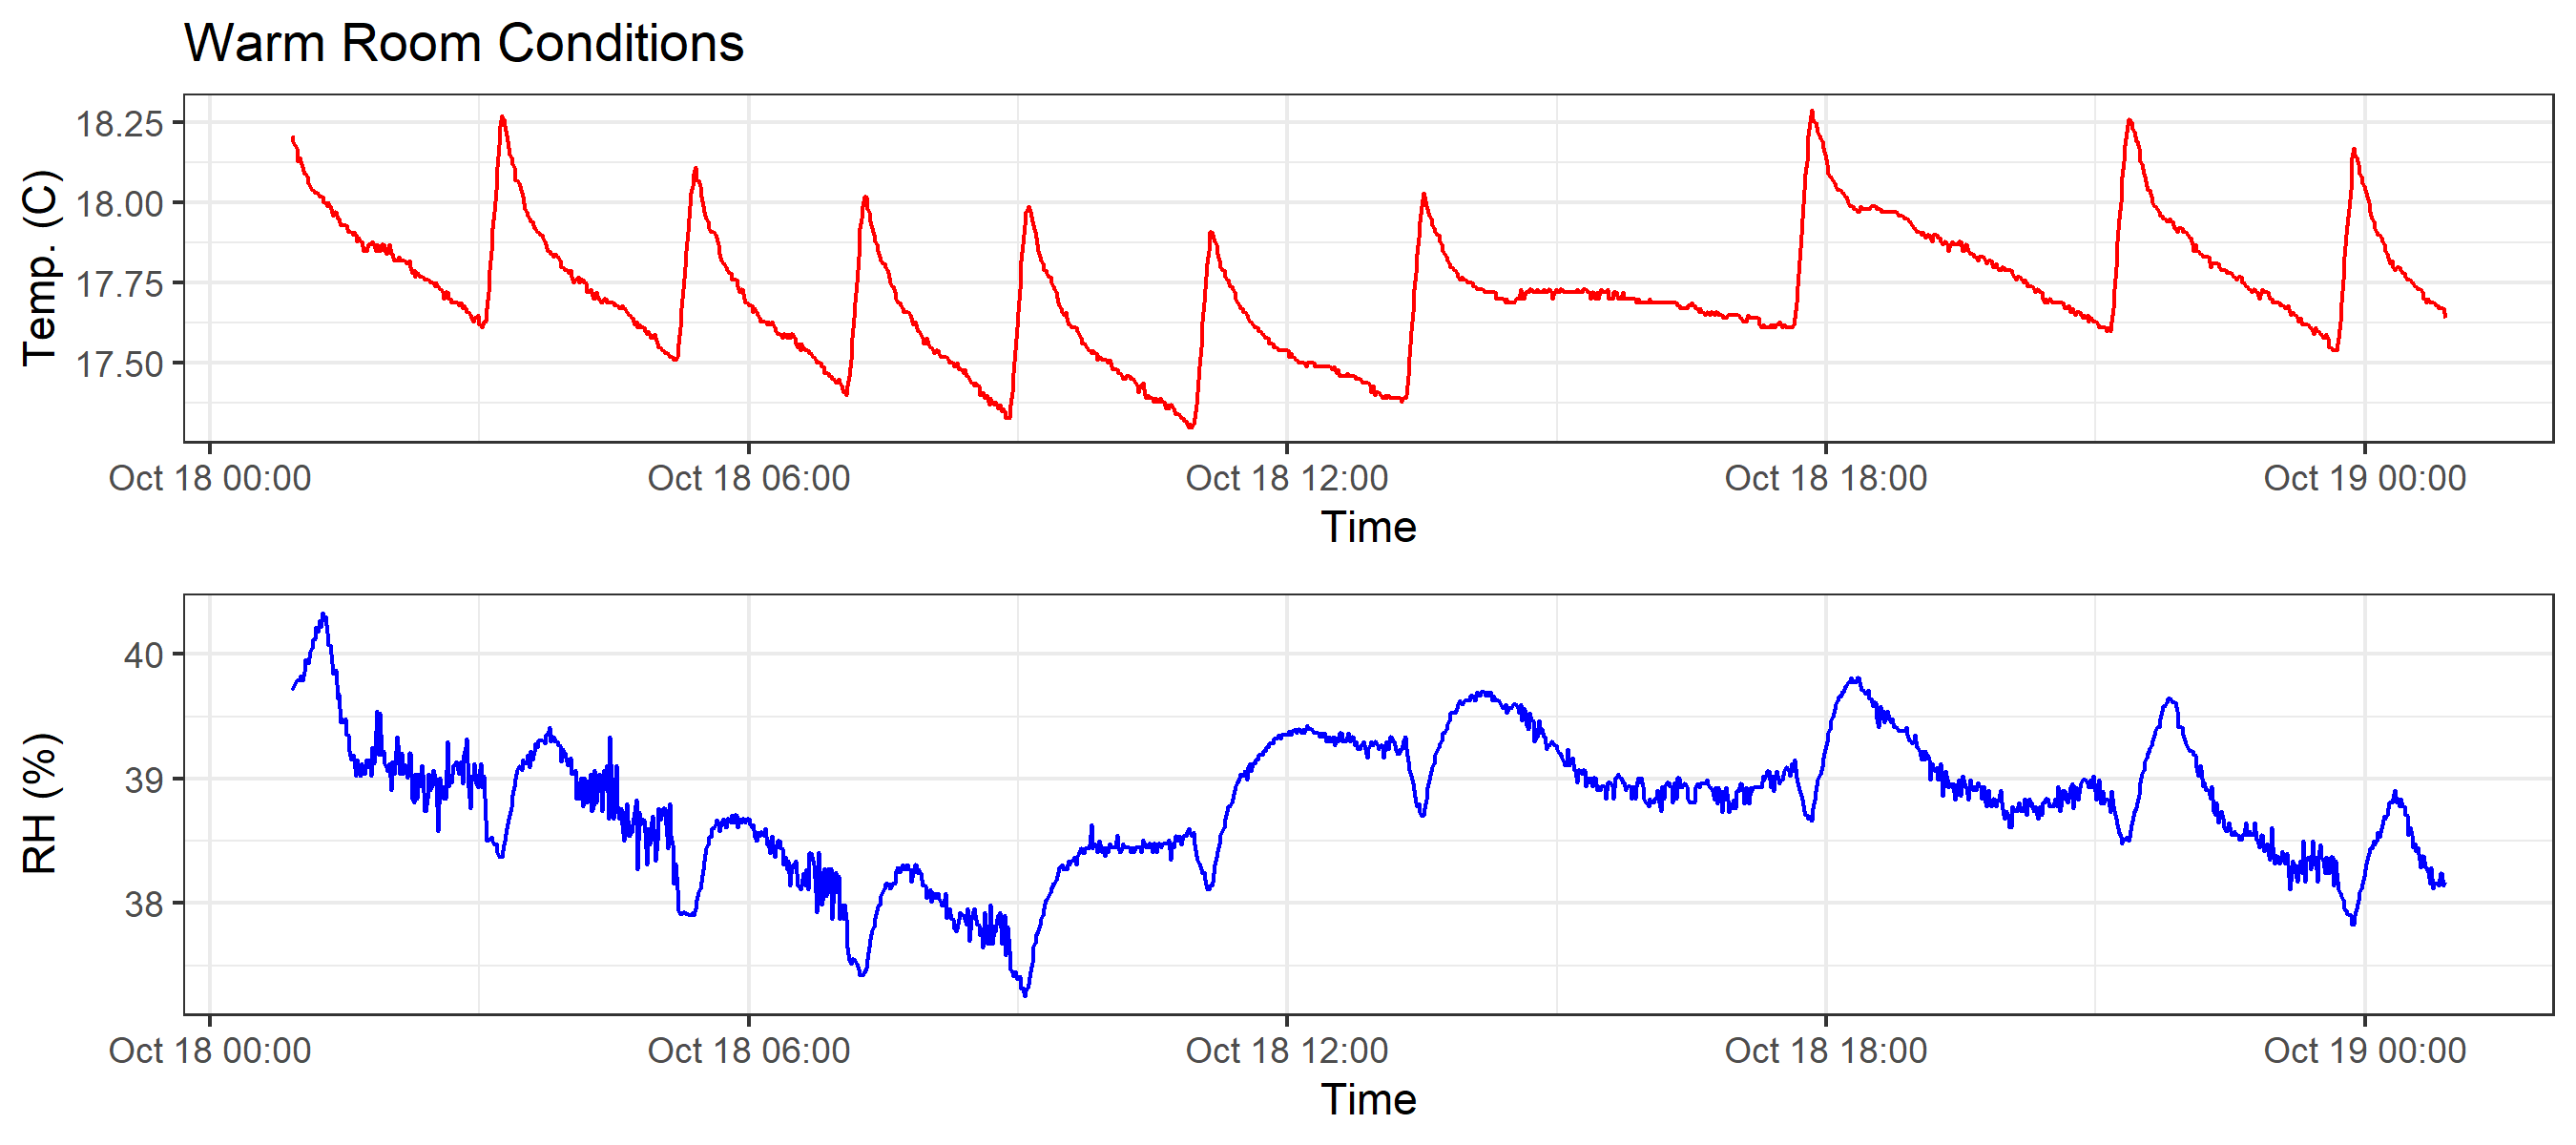 Warm Room Conditions
Temp. (C)
18.25
18.00
17.75
17.50
Oct 18 00:00 Oct 18 06:00 Oct 18 12:00 Oct 18 18:00 Oct 19 00:00
Time
RH (%)
40
39
38
Oct 18 00:00 Oct 18 06:00 Oct 18 12:00 Oct 18 18:00 Oct 19 00:00
Time